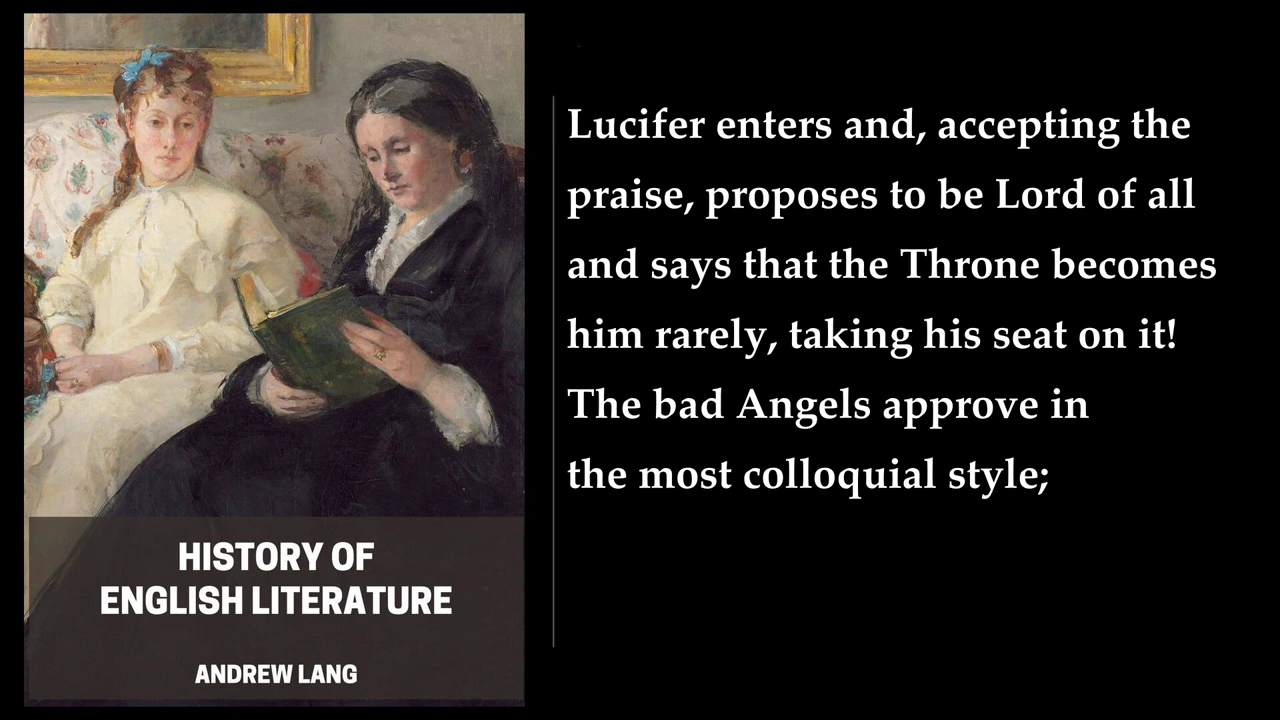 HISTORY OF
ENGLISH LITERATURE
ANDREW LANG
Lucifer enters and, accepting the
praise, proposes to be Lord of all
and says that the Throne becomes
him rarely, taking his seat on it!
The bad Angels approve in
the most colloquial style;